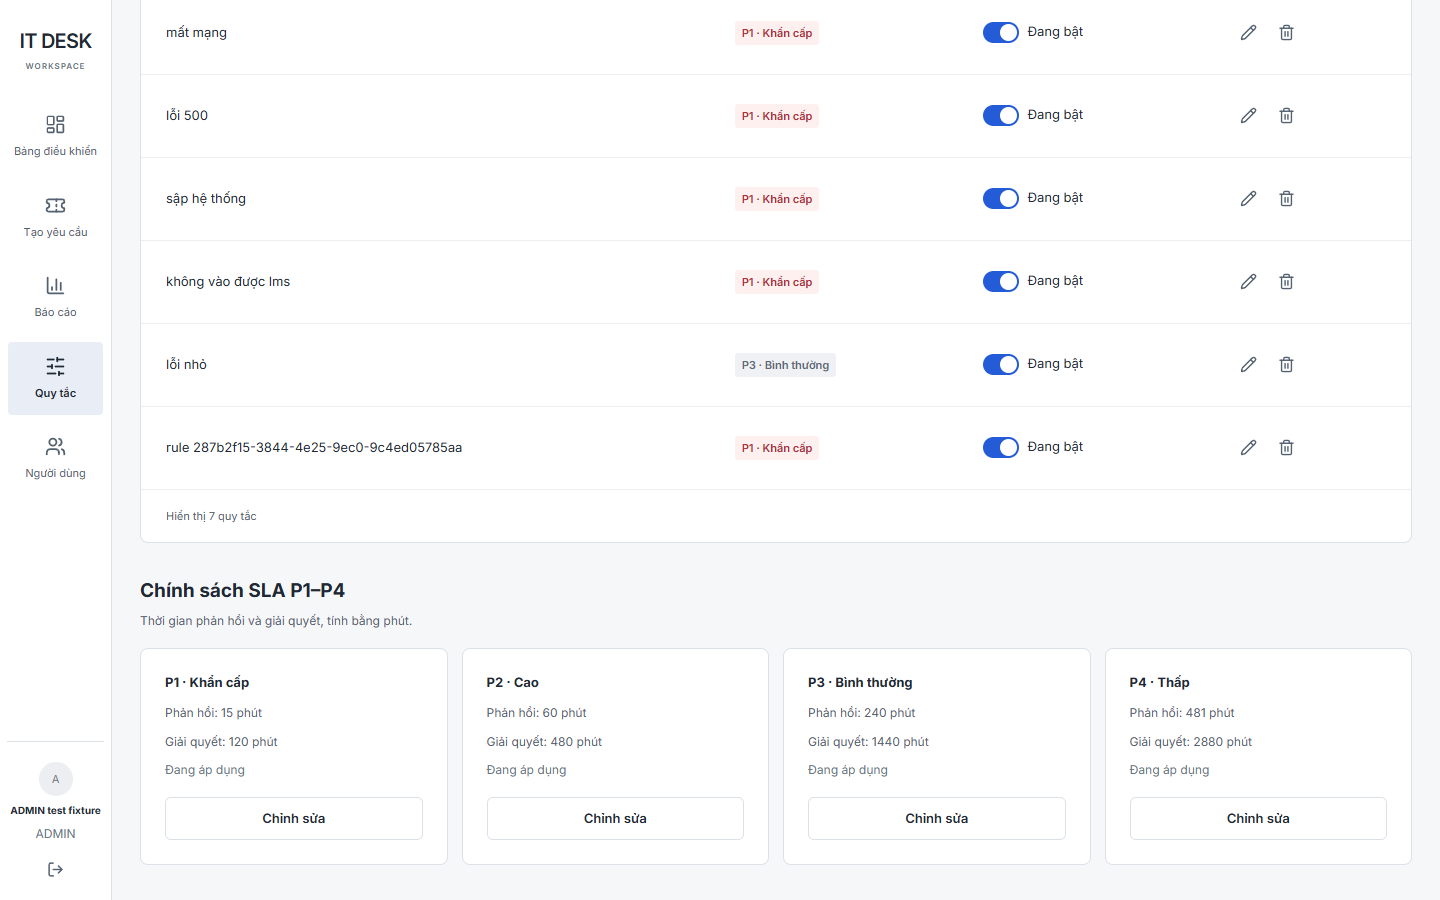 IT DESK
WORKSPACE
Bảng điều khiển
Tạo yêu cầu
Báo cáo
Quy tắc
Người dùng
A
ADMIN test fixture
ADMIN
mất mạng P1 · Khẩn cấp Đang bật
lỗi 500 P1 · Khẩn cấp Đang bật
sập hệ thống P1 · Khẩn cấp Đang bật
không vào được lms P1 · Khẩn cấp Đang bật
lỗi nhỏ P3 · Bình thường Đang bật
rule 287b2f15-3844-4e25-9ec0-9c4ed05785aa P1 · Khẩn cấp Đang bật
Hiển thị 7 quy tắc
Chính sách SLA P1–P4
Thời gian phản hồi và giải quyết, tính bằng phút.
P1 · Khẩn cấp
Phản hồi: 15 phút
Giải quyết: 120 phút
Đang áp dụng
Chỉnh sửa
P2 · Cao
Phản hồi: 60 phút
Giải quyết: 480 phút
Đang áp dụng
Chỉnh sửa
P3 · Bình thường
Phản hồi: 240 phút
Giải quyết: 1440 phút
Đang áp dụng
Chỉnh sửa
P4 · Thấp
Phản hồi: 481 phút
Giải quyết: 2880 phút
Đang áp dụng
Chỉnh sửa